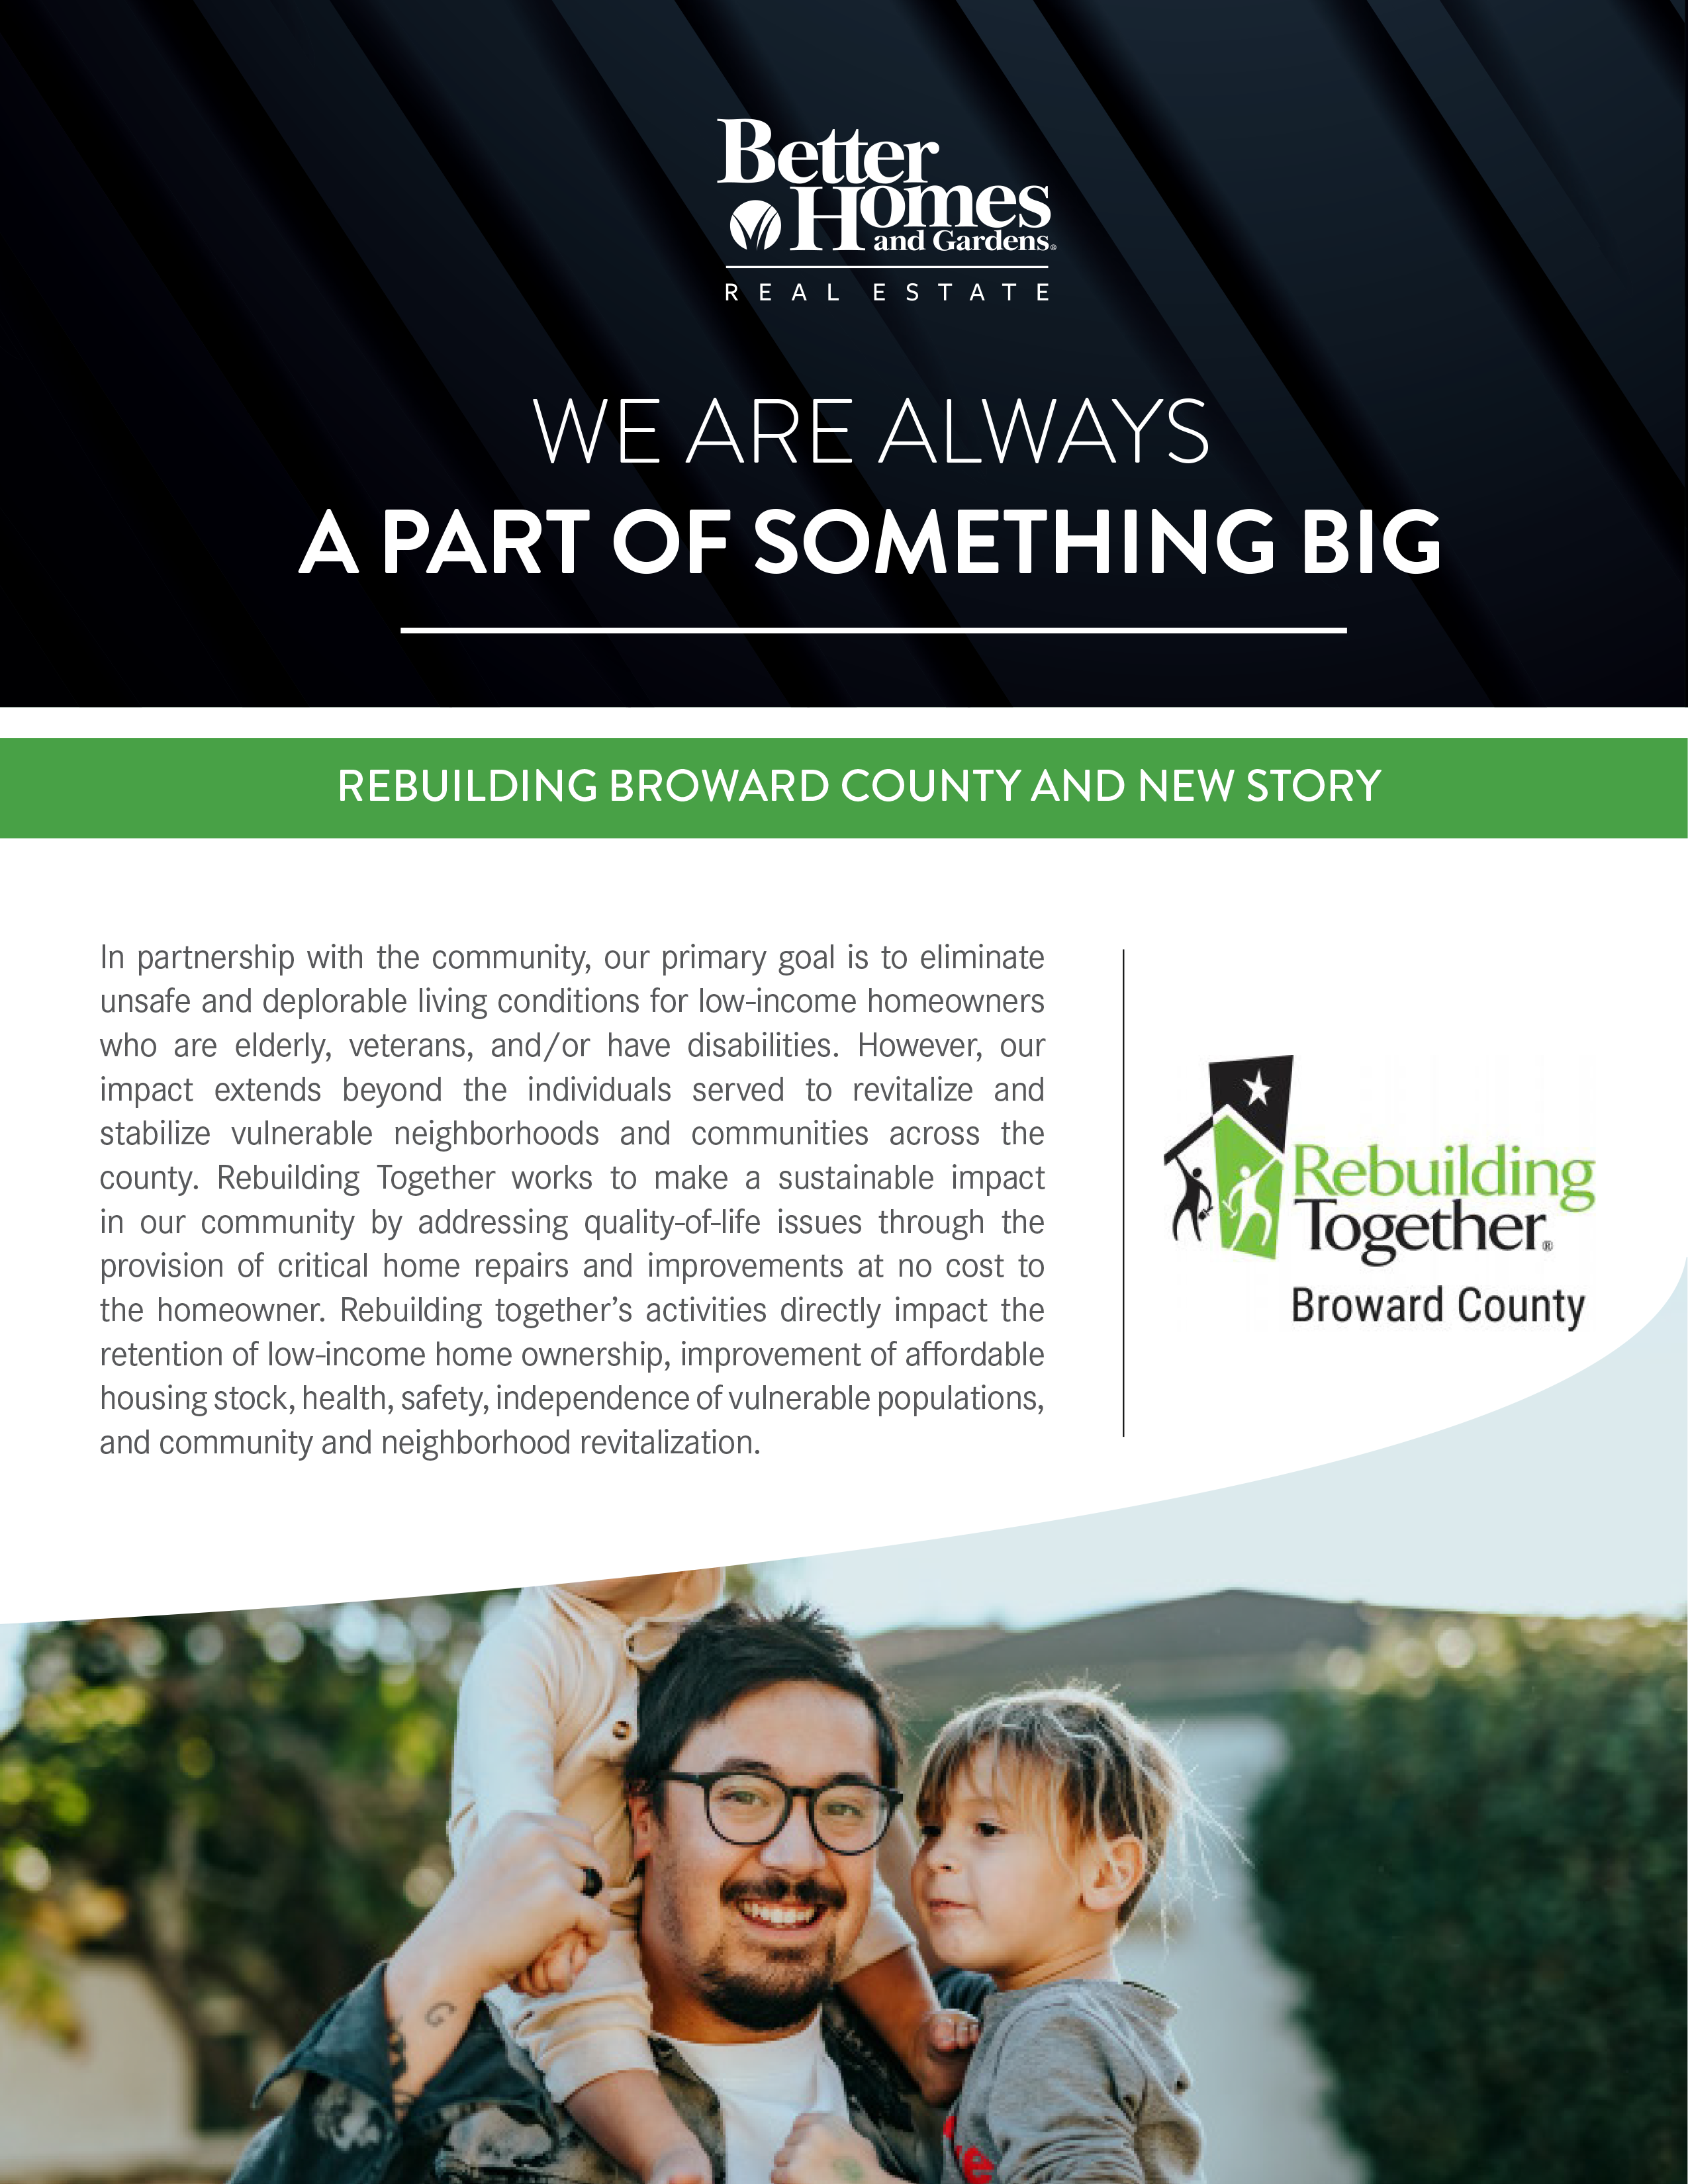 Better
Homes
and Gardens®
REAL ESTATE
WE ARE ALWAYS
A PART OF SOMETHING BIG
REBUILDING BROWARD COUNTY AND NEW STORY
In partnership with the community, our primary goal is to eliminate
unsafe and deplorable living conditions for low-income homeowners
who are elderly, veterans, and/or have disabilities. However, our
impact extends beyond the individuals served to revitalize and
stabilize vulnerable neighborhoods and communities across the
county. Rebuilding Together works to make a sustainable impact
in our community by addressing quality-of-life issues through the
provision of critical home repairs and improvements at no cost to
the homeowner. Rebuilding together’s activities directly impact the
retention of low-income home ownership, improvement of affordable
housing stock, health, safety, independence of vulnerable populations,
and community and neighborhood revitalization.
Rebuilding
Together®
Broward County
G